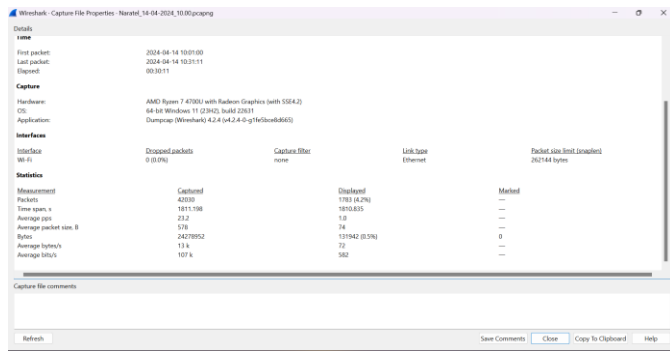 Wireshark · Capture File Properties · Naratel_14-04-2024_10.00.pcapng
Details
Time
First packet: 2024-04-14 10:01:00
Last packet: 2024-04-14 10:31:11
Elapsed: 00:30:11
Capture
Hardware: AMD Ryzen 7 4700U with Radeon Graphics (with SSE4.2)
OS: 64-bit Windows 11 (23H2), build 22631
Application: Dumpcap (Wireshark) 4.2.4 (v4.2.4-0-g1fe5bce8d665)
Interfaces
Interface Dropped packets Capture filter Link type Packet size limit (snaplen)
Wi-Fi 0 (0.0%) none Ethernet 262144 bytes
Statistics
Measurement Captured Displayed Marked
Packets 42030 1783 (4.2%) —
Time span, s 1811.198 1810.835 —
Average pps 23.2 1.0 —
Average packet size, B 578 74 —
Bytes 24278952 131942 (0.5%) 0
Average bytes/s 13 k 72 —
Average bits/s 107 k 582 —
Capture file comments
Refresh Save Comments Close Copy To Clipboard Help